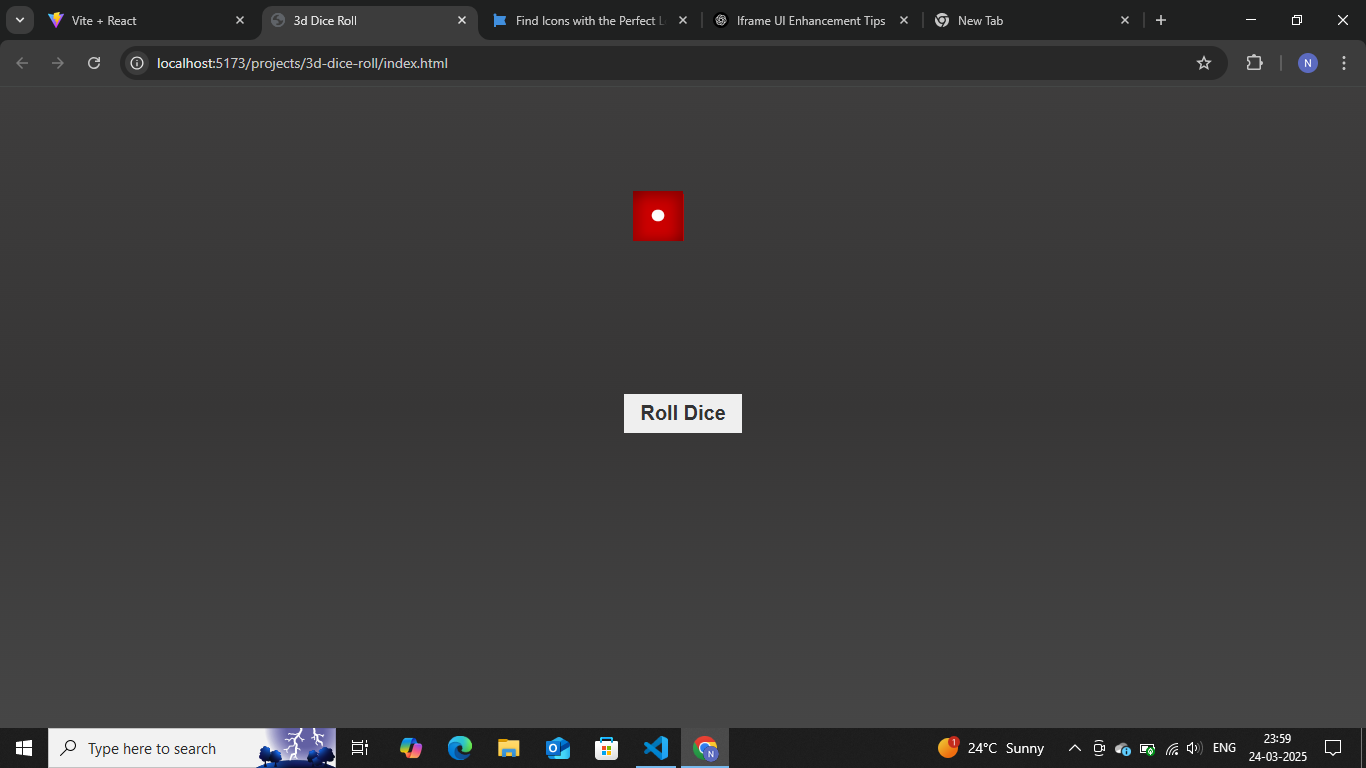 Vite + React
3d Dice Roll
Find Icons with the Perfect L
Iframe UI Enhancement Tips
New Tab
localhost:5173/projects/3d-dice-roll/index.html
N
Roll Dice
Type here to search
N
1
24°C Sunny
ENG
23:59
24-03-2025